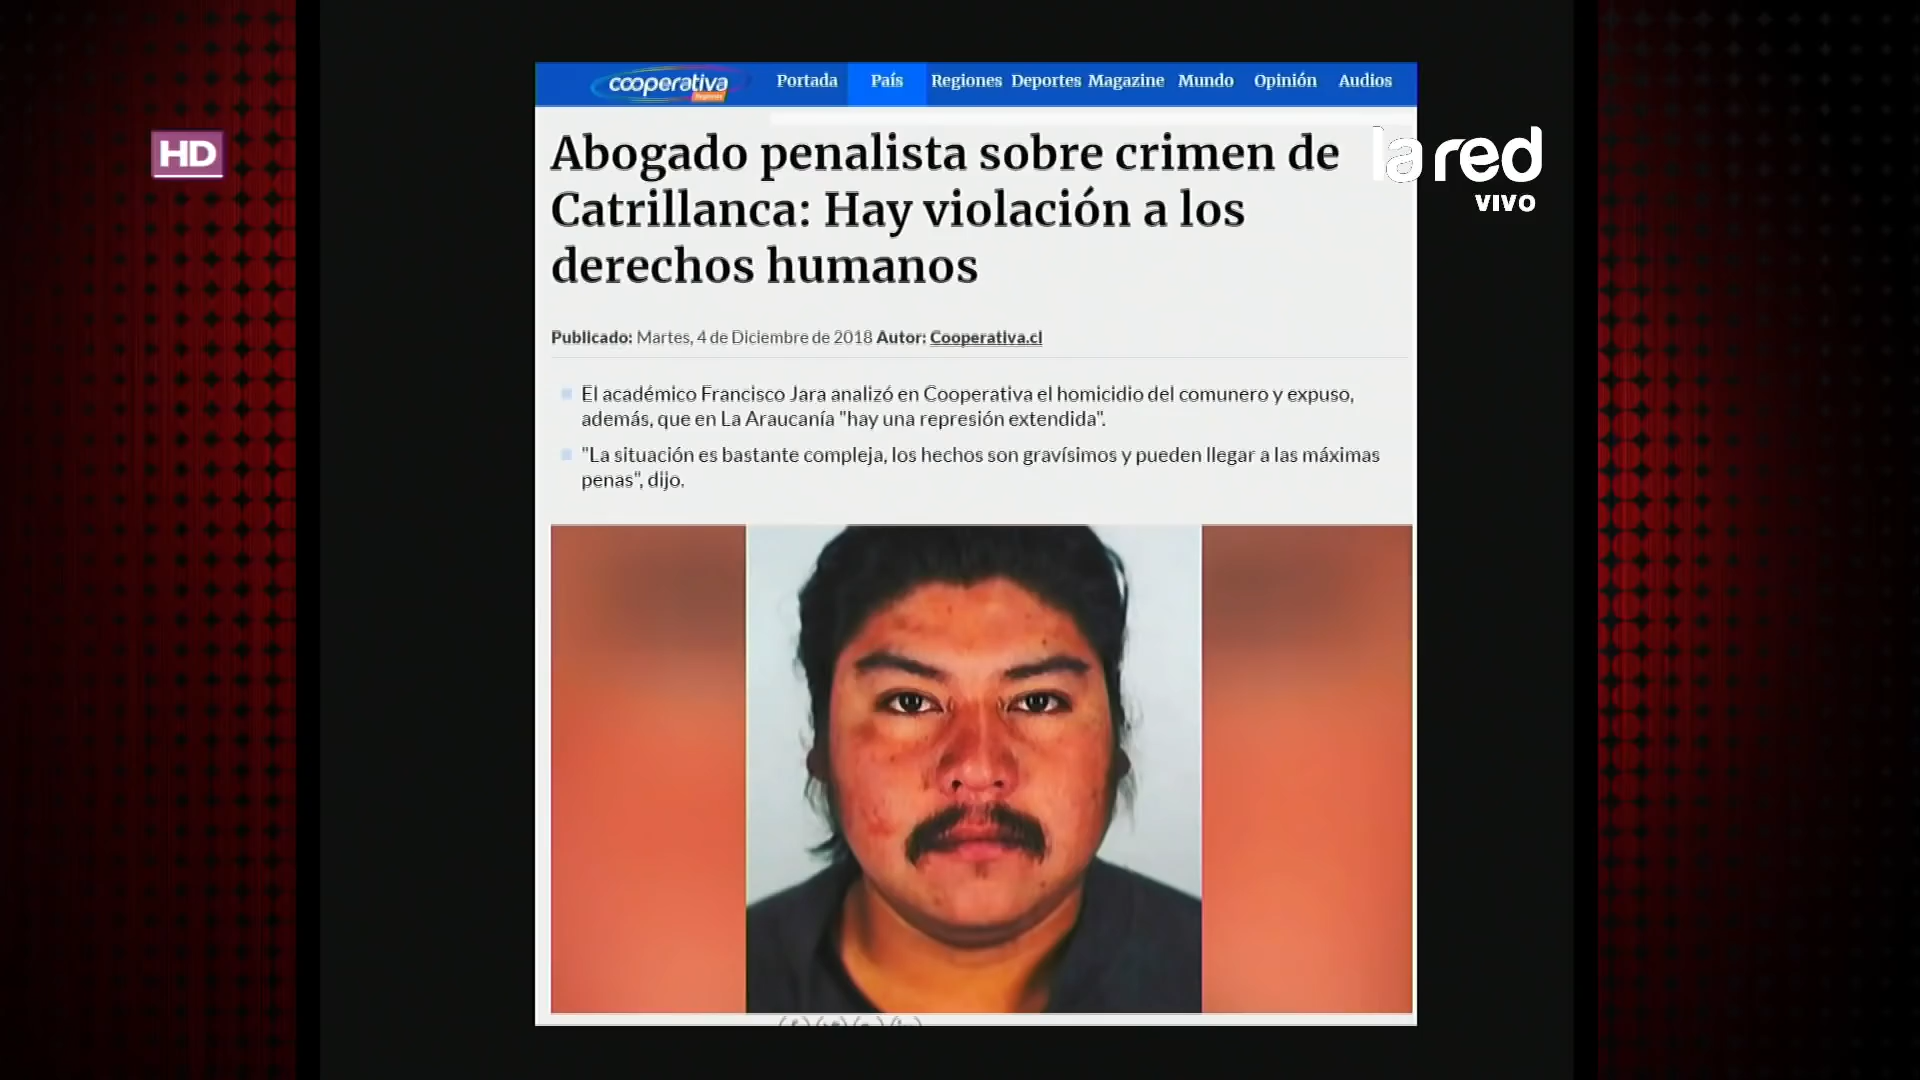 cooperativa
Portada País Regiones Deportes Magazine Mundo Opinión Audios
HD
la red
vivo
Abogado penalista sobre crimen de
Catrillanca: Hay violación a los
derechos humanos
Publicado: Martes, 4 de Diciembre de 2018 Autor: Cooperativa.cl
El académico Francisco Jara analizó en Cooperativa el homicidio del comunero y expuso,
además, que en La Araucanía "hay una represión extendida".
"La situación es bastante compleja, los hechos son gravísimos y pueden llegar a las máximas
penas", dijo.